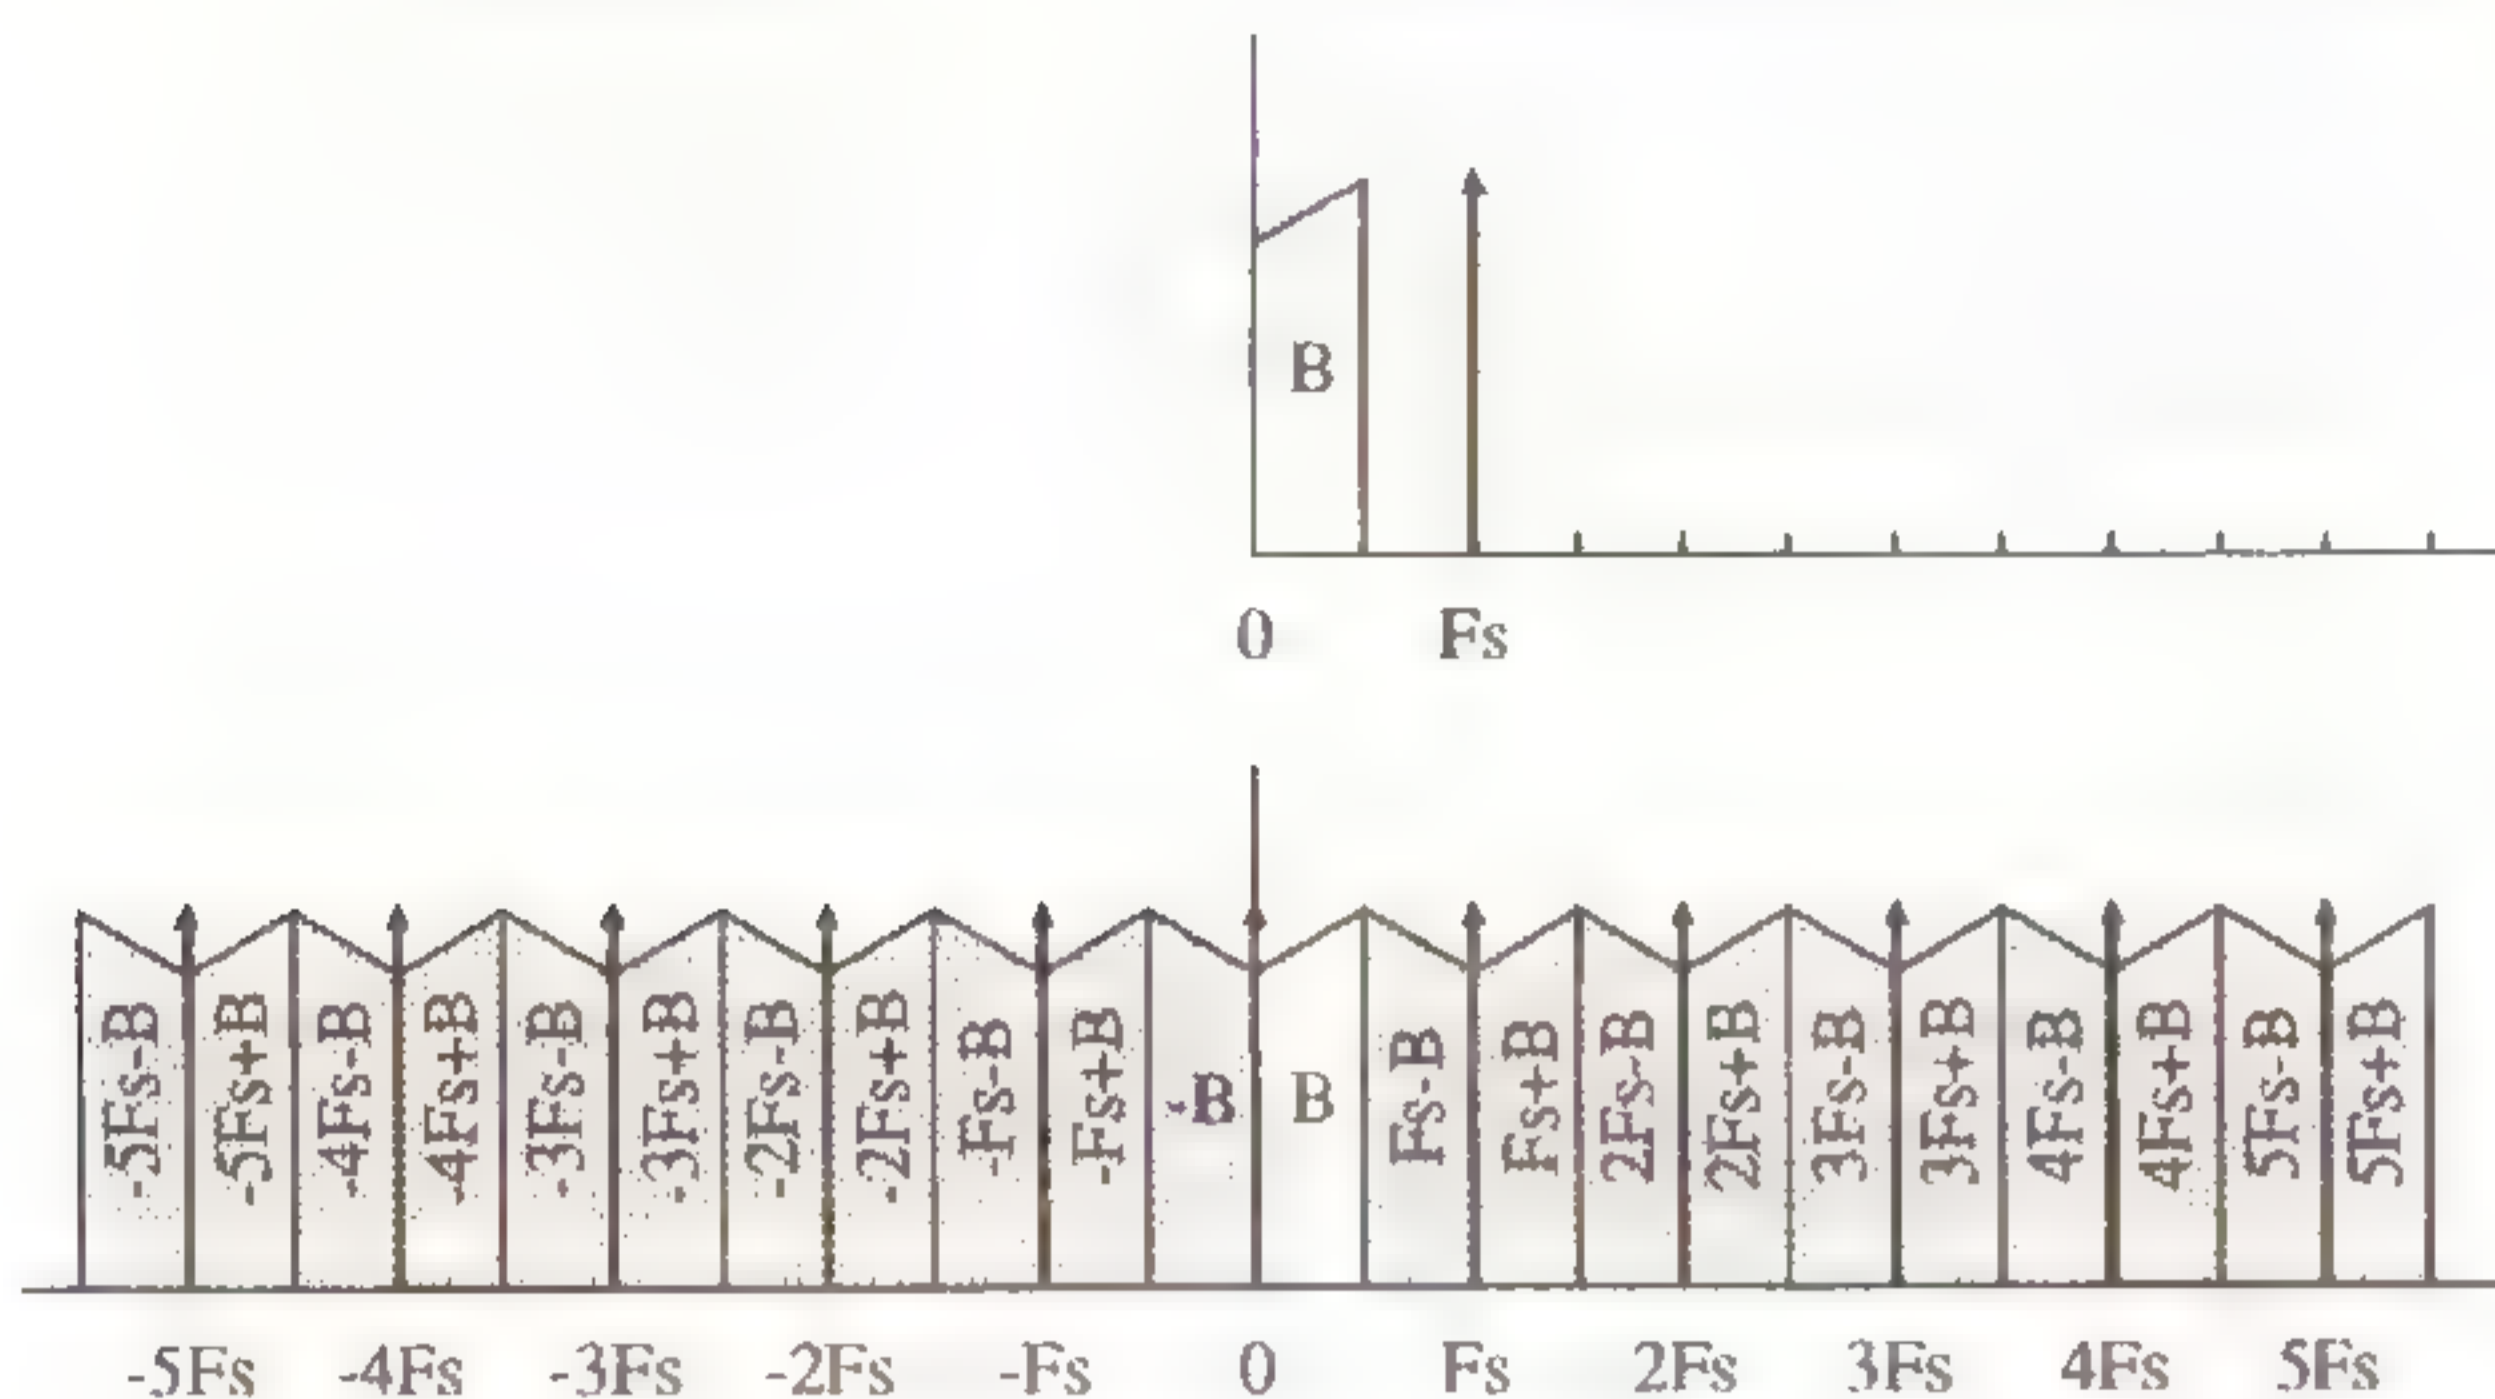 B
0 Fs
-5Fs-B -5Fs+B -4Fs-B -4Fs+B -3Fs-B -3Fs+B -2Fs-B -2Fs+B -Fs-B -Fs+B -B B Fs-B Fs+B 2Fs-B 2Fs+B 3Fs-B 3Fs+B 4Fs-B 4Fs+B 5Fs-B 5Fs+B
-5Fs -4Fs -3Fs -2Fs -Fs 0 Fs 2Fs 3Fs 4Fs 5Fs